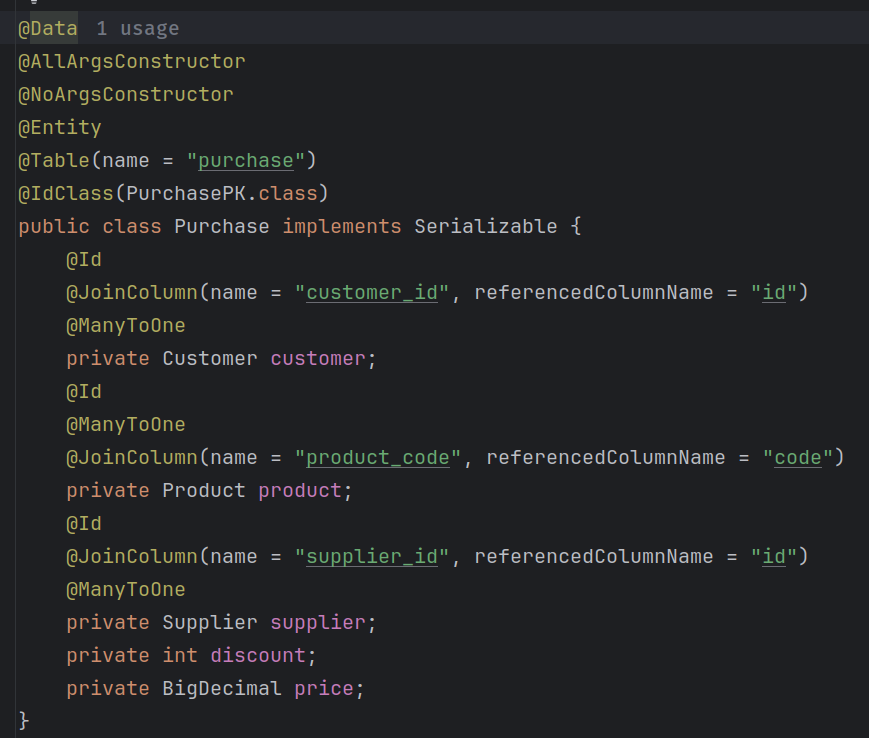 @Data 1 usage
@AllArgsConstructor
@NoArgsConstructor
@Entity
@Table(name = "purchase")
@IdClass(PurchasePK.class)
public class Purchase implements Serializable {
    @Id
    @JoinColumn(name = "customer_id", referencedColumnName = "id")
    @ManyToOne
    private Customer customer;
    @Id
    @ManyToOne
    @JoinColumn(name = "product_code", referencedColumnName = "code")
    private Product product;
    @Id
    @JoinColumn(name = "supplier_id", referencedColumnName = "id")
    @ManyToOne
    private Supplier supplier;
    private int discount;
    private BigDecimal price;
}